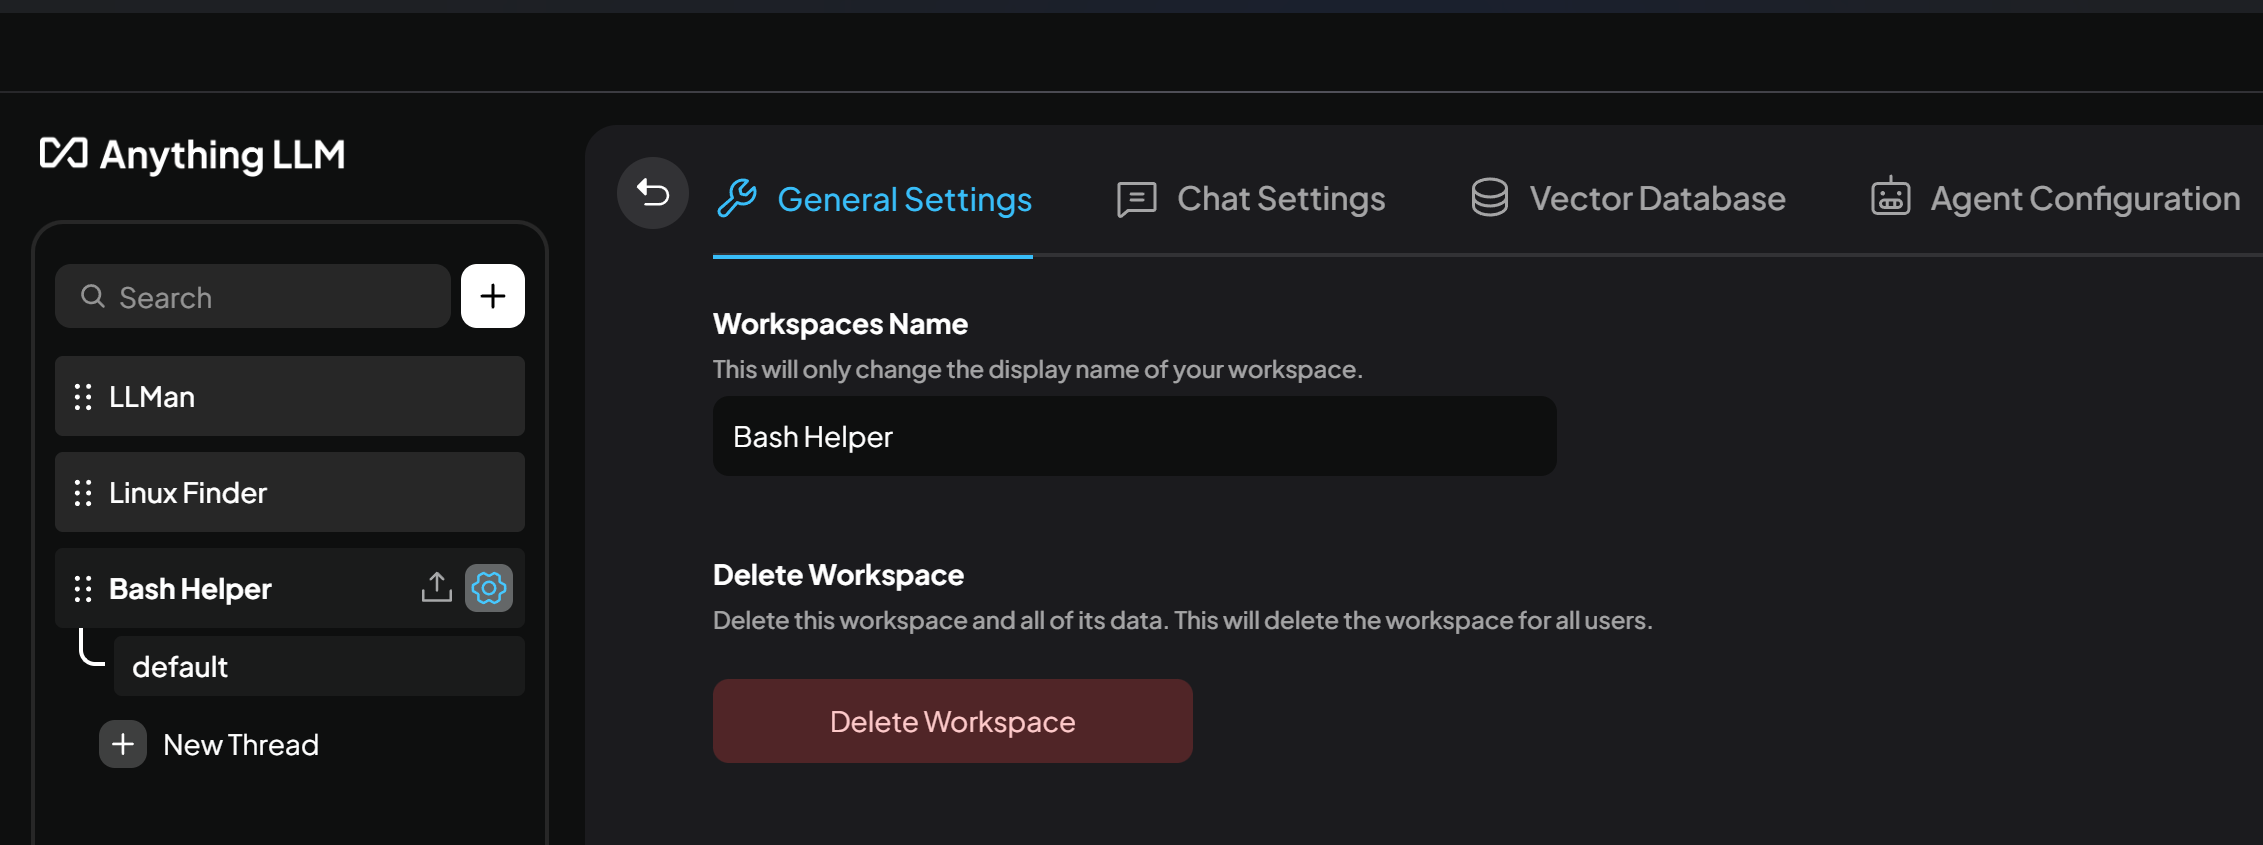 Anything LLM
Search
LLMan
Linux Finder
Bash Helper
default
New Thread
General Settings
Chat Settings
Vector Database
Agent Configuration
Workspaces Name
This will only change the display name of your workspace.
Bash Helper
Delete Workspace
Delete this workspace and all of its data. This will delete the workspace for all users.
Delete Workspace